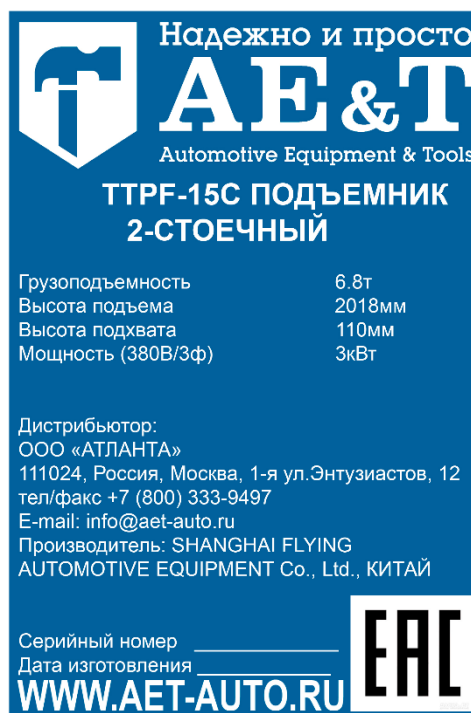 Надежно и просто
AE&T
Automotive Equipment & Tools
TTPF-15C ПОДЪЕМНИК
2-СТОЕЧНЫЙ
Грузоподъемность 6.8т
Высота подъема 2018мм
Высота подхвата 110мм
Мощность (380В/3ф) 3кВт
Дистрибьютор:
ООО «АТЛАНТА»
111024, Россия, Москва, 1-я ул.Энтузиастов, 12
тел/факс +7 (800) 333-9497
E-mail: info@aet-auto.ru
Производитель: SHANGHAI FLYING
AUTOMOTIVE EQUIPMENT Co., Ltd., КИТАЙ
Серийный номер ____________
Дата изготовления ___________
WWW.AET-AUTO.RU
EAC